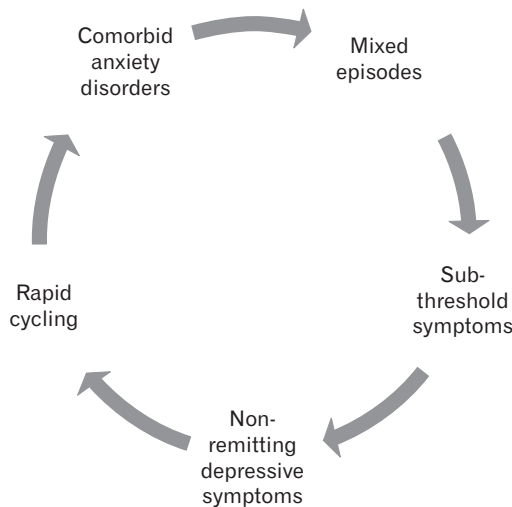 Comorbid
anxiety
disorders
Mixed
episodes
Sub-
threshold
symptoms
Non-
remitting
depressive
symptoms
Rapid
cycling